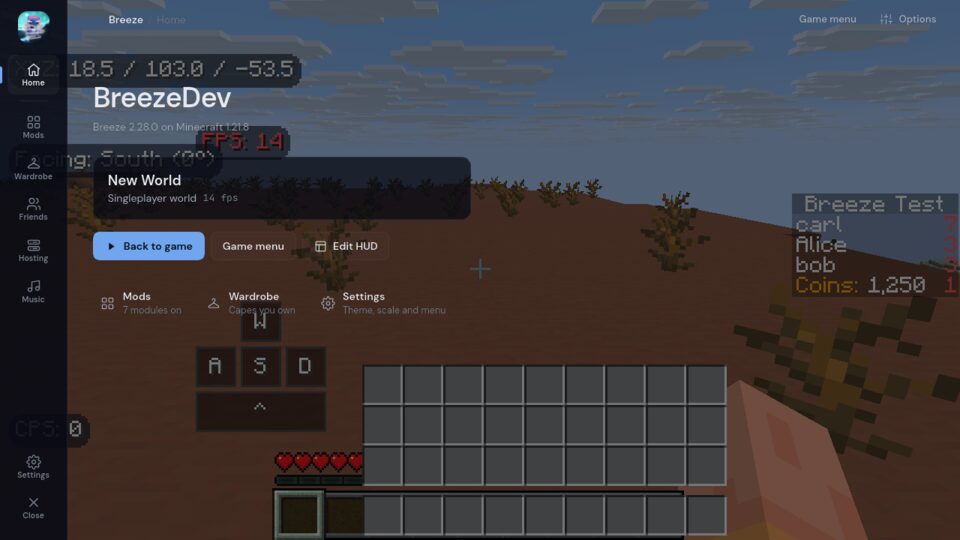 Breeze / Home
Game menu
Options
XYZ: 18.5 / 103.0 / -53.5
Home
BreezeDev
Breeze 2.28.0 on Minecraft 1.21.8
Mods
FPS: 14
Facing: South (0°)
Wardrobe
New World
Singleplayer world 14 fps
Friends
Breeze Test
carl
Alice
bob
Coins: 1,250 1
Back to game
Game menu
Edit HUD
Hosting
Music
Mods
7 modules on
Wardrobe
Capes you own
Settings
Theme, scale and menu
W
A S D
^
CPS: 0
Settings
Close